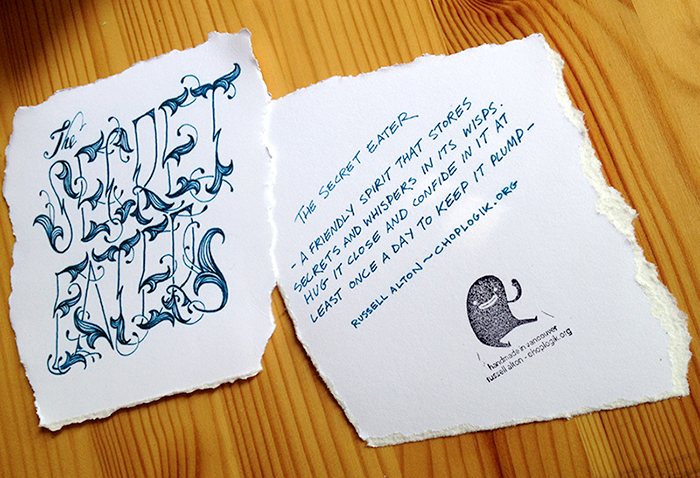 The
SECRET
EATERS
THE SECRET EATER
- A FRIENDLY SPIRIT THAT STORES
SECRETS AND WHISPERS IN ITS WISPS.
HUG IT CLOSE AND CONFIDE IN IT AT
LEAST ONCE A DAY TO KEEP IT PLUMP -
RUSSELL ALTON ~ CHOPLOGIK.ORG
handmade in vancouver
russell alton - choplogik.org